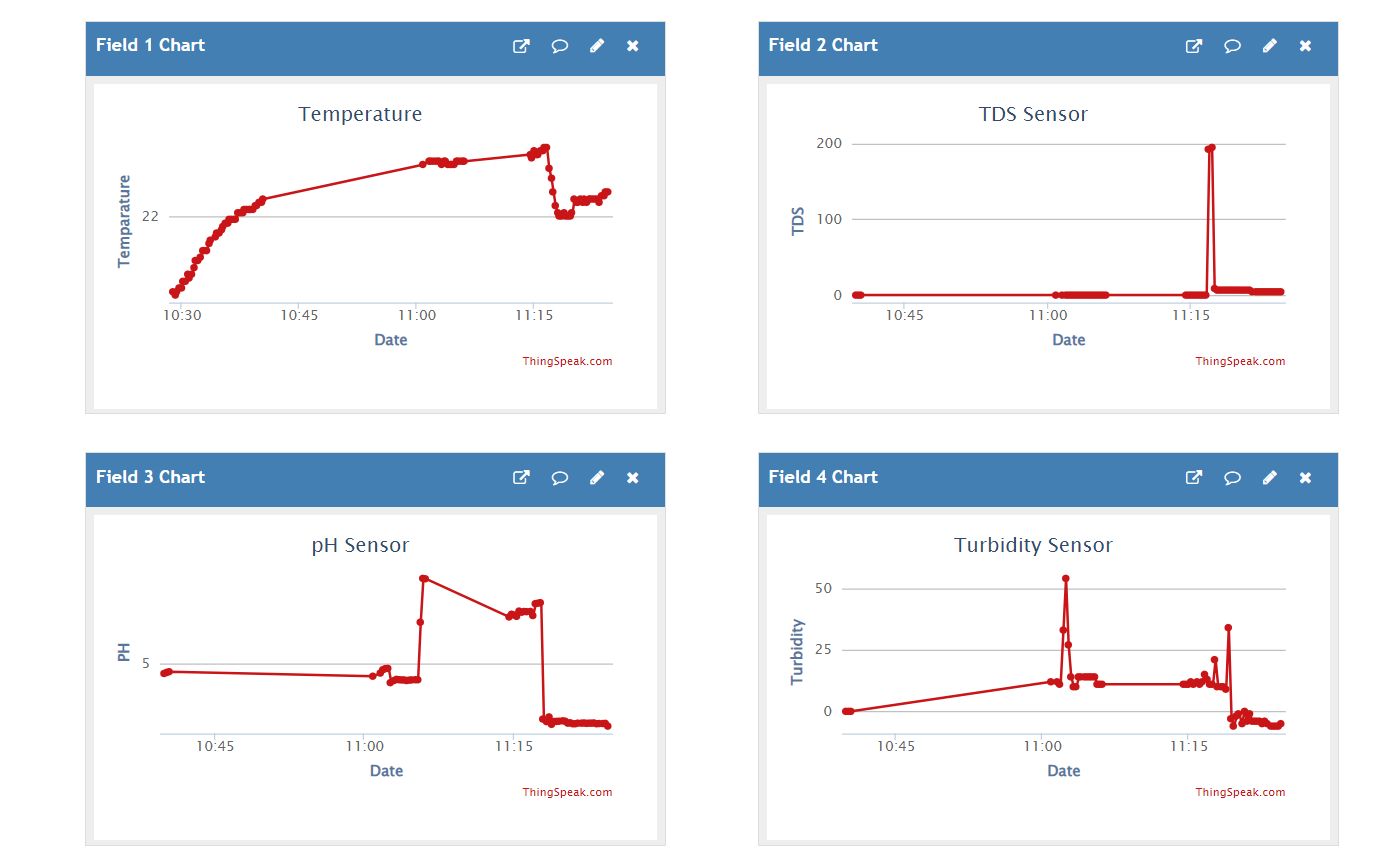 Field 1 Chart
Temperature
Temparature
22
10:30 10:45 11:00 11:15
Date
ThingSpeak.com
Field 2 Chart
TDS Sensor
TDS
200
100
0
10:45 11:00 11:15
Date
ThingSpeak.com
Field 3 Chart
pH Sensor
PH
5
10:45 11:00 11:15
Date
ThingSpeak.com
Field 4 Chart
Turbidity Sensor
Turbidity
50
25
0
10:45 11:00 11:15
Date
ThingSpeak.com